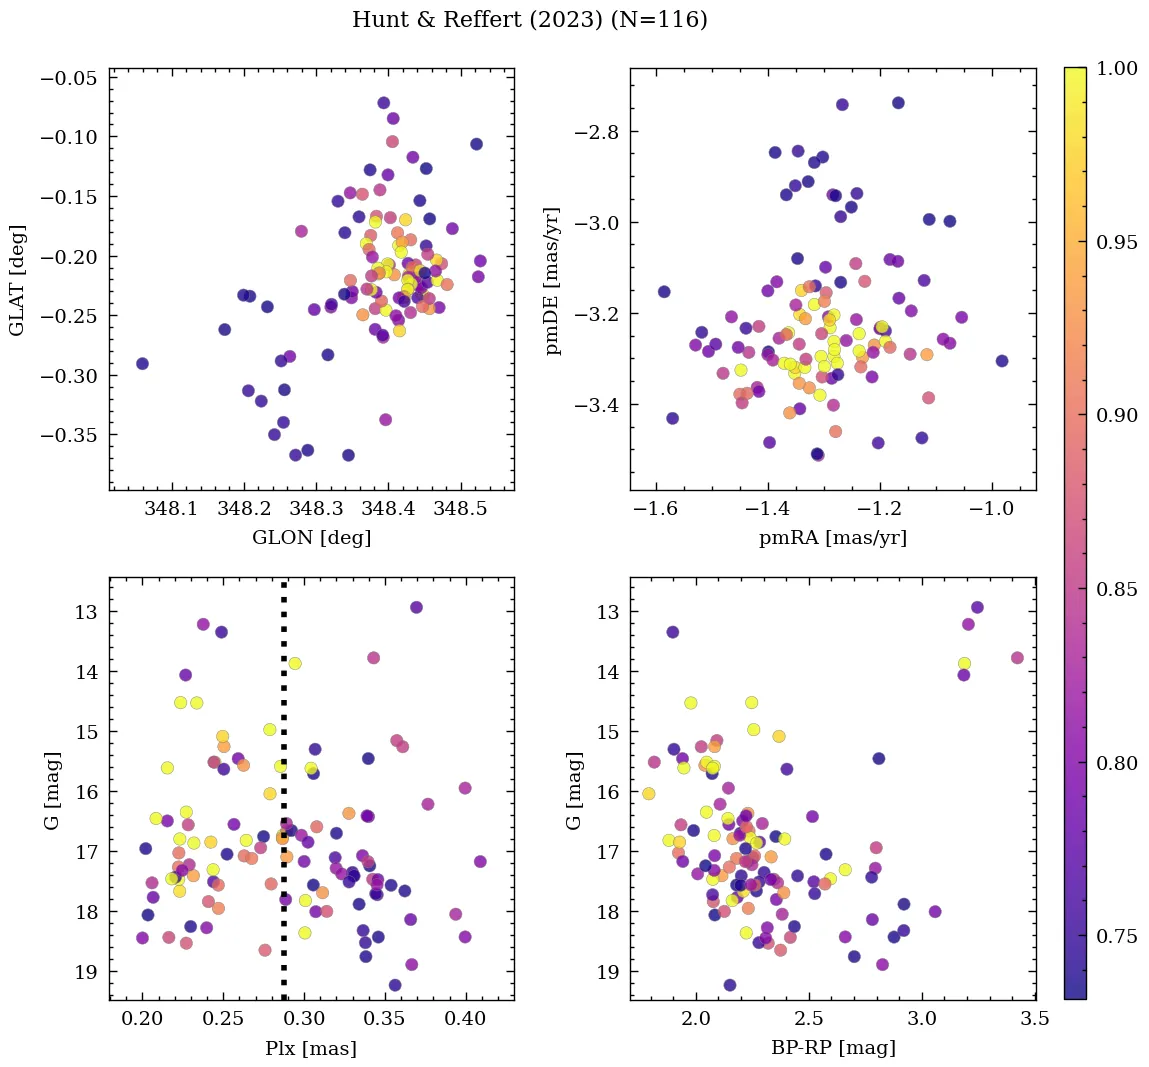 Hunt & Reffert (2023) (N=116)
−0.05
−0.10
−0.15
−0.20
−0.25
−0.30
−0.35
GLAT [deg]
348.1 348.2 348.3 348.4 348.5
GLON [deg]
−2.8
−3.0
−3.2
−3.4
pmDE [mas/yr]
−1.6 −1.4 −1.2 −1.0
pmRA [mas/yr]
13
14
15
16
17
18
19
G [mag]
0.20 0.25 0.30 0.35 0.40
Plx [mas]
13
14
15
16
17
18
19
G [mag]
2.0 2.5 3.0 3.5
BP-RP [mag]
1.00
0.95
0.90
0.85
0.80
0.75